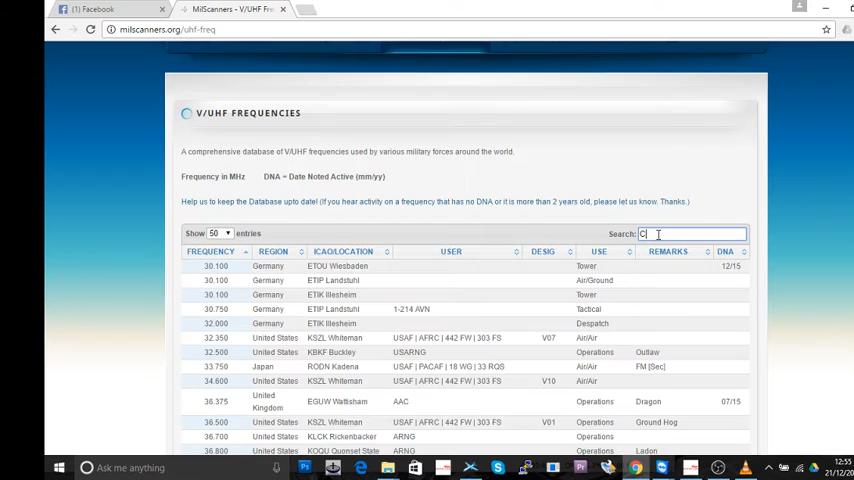 (1) Facebook
MilScanners - V/UHF Freq
milscanners.org/uhf-freq
V/UHF FREQUENCIES
A comprehensive database of V/UHF frequencies used by various military forces around the world.
Frequency in MHz DNA = Date Noted Active (mm/yy)
Help us to keep the Database upto date! (If you hear activity on a frequency that has no DNA or it is more than 2 years old, please let us know. Thanks.)
Show 50 entries Search: C
FREQUENCY REGION ICAO/LOCATION USER DESIG USE REMARKS DNA
30.100 Germany ETOU Wiesbaden Tower 12/15
30.100 Germany ETIP Landstuhl Air/Ground
30.100 Germany ETIK Illesheim Tower
30.750 Germany ETIP Landstuhl 1-214 AVN Tactical
32.000 Germany ETIK Illesheim Despatch
32.350 United States KSZL Whiteman USAF | AFRC | 442 FW | 303 FS V07 Air/Air
32.500 United States KBKF Buckley USARNG Operations Outlaw
33.750 Japan RODN Kadena USAF | PACAF | 18 WG | 33 RQS Air/Air FM [Sec]
34.600 United States KSZL Whiteman USAF | AFRC | 442 FW | 303 FS V10 Air/Air
36.375 United Kingdom EGUW Wattisham AAC Operations Dragon 07/15
36.500 United States KSZL Whiteman USAF | AFRC | 442 FW | 303 FS V01 Operations Ground Hog
36.700 United States KLCK Rickenbacker ARNG Operations
36.800 United States KOQU Quonset State ARNG Operations Ladon
Ask me anything
12:55
21/12/20